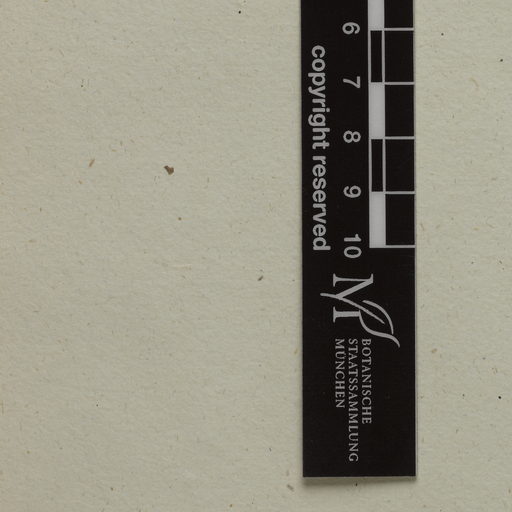 6
7
8
9
10
copyright reserved
M
BOTANISCHE
STAATSSAMMLUNG
MÜNCHEN